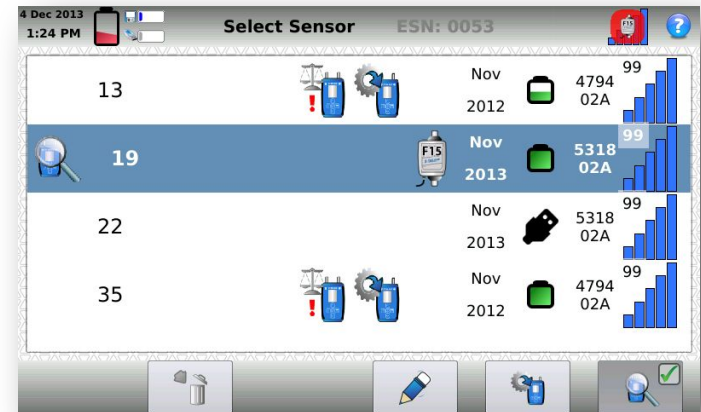 4 Dec 2013
1:24 PM
Select Sensor
ESN: 0053
13
Nov
2012
4794
02A
99
19
F15
Nov
2013
5318
02A
99
22
Nov
2013
5318
02A
99
35
Nov
2012
4794
02A
99